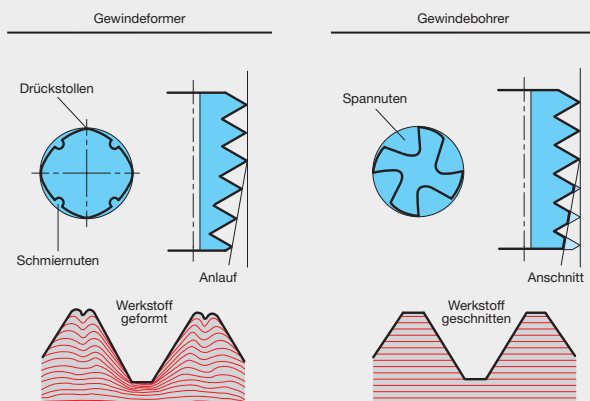 Gewindeformer
Gewindebohrer
Drückstollen
Schmiernuten
Anlauf
Spannuten
Anschnitt
Werkstoff
geformt
Werkstoff
geschnitten